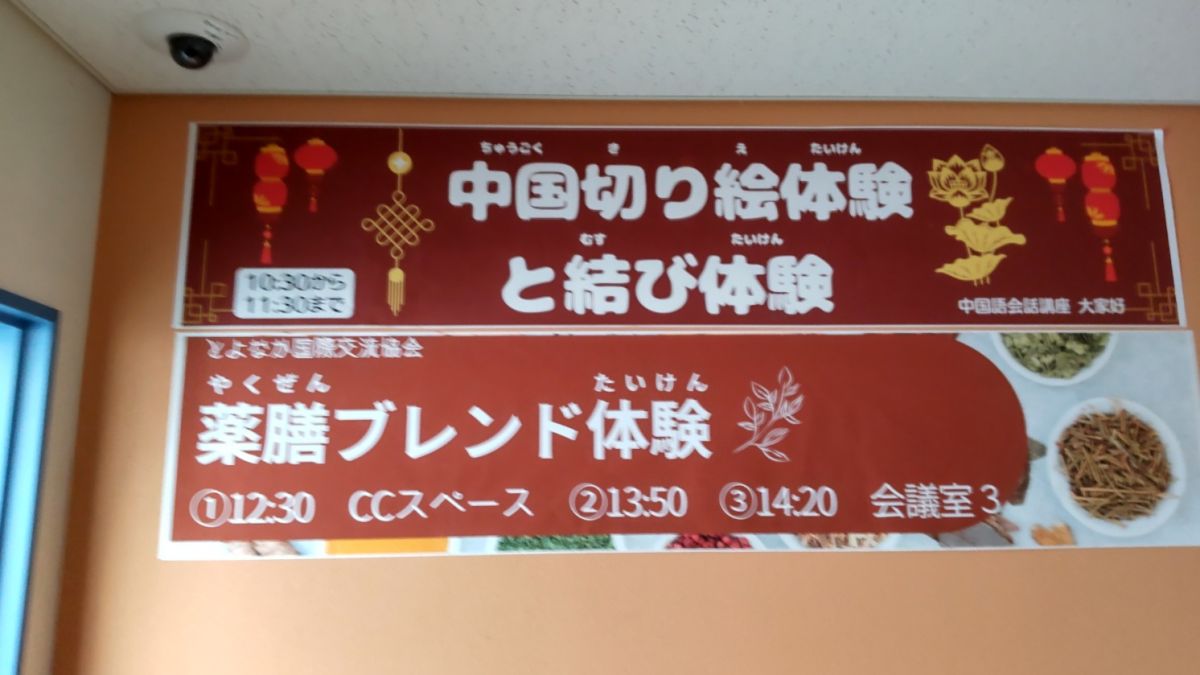 ちゅうごく き え たいけん
中国切り絵体験
むす たいけん
と結び体験
10:30から
11:30まで
中国語会話講座 大家好
とよなか国際交流協会
やくぜん たいけん
薬膳ブレンド体験
①12:30 CCスペース ②13:50 ③14:20 会議室3